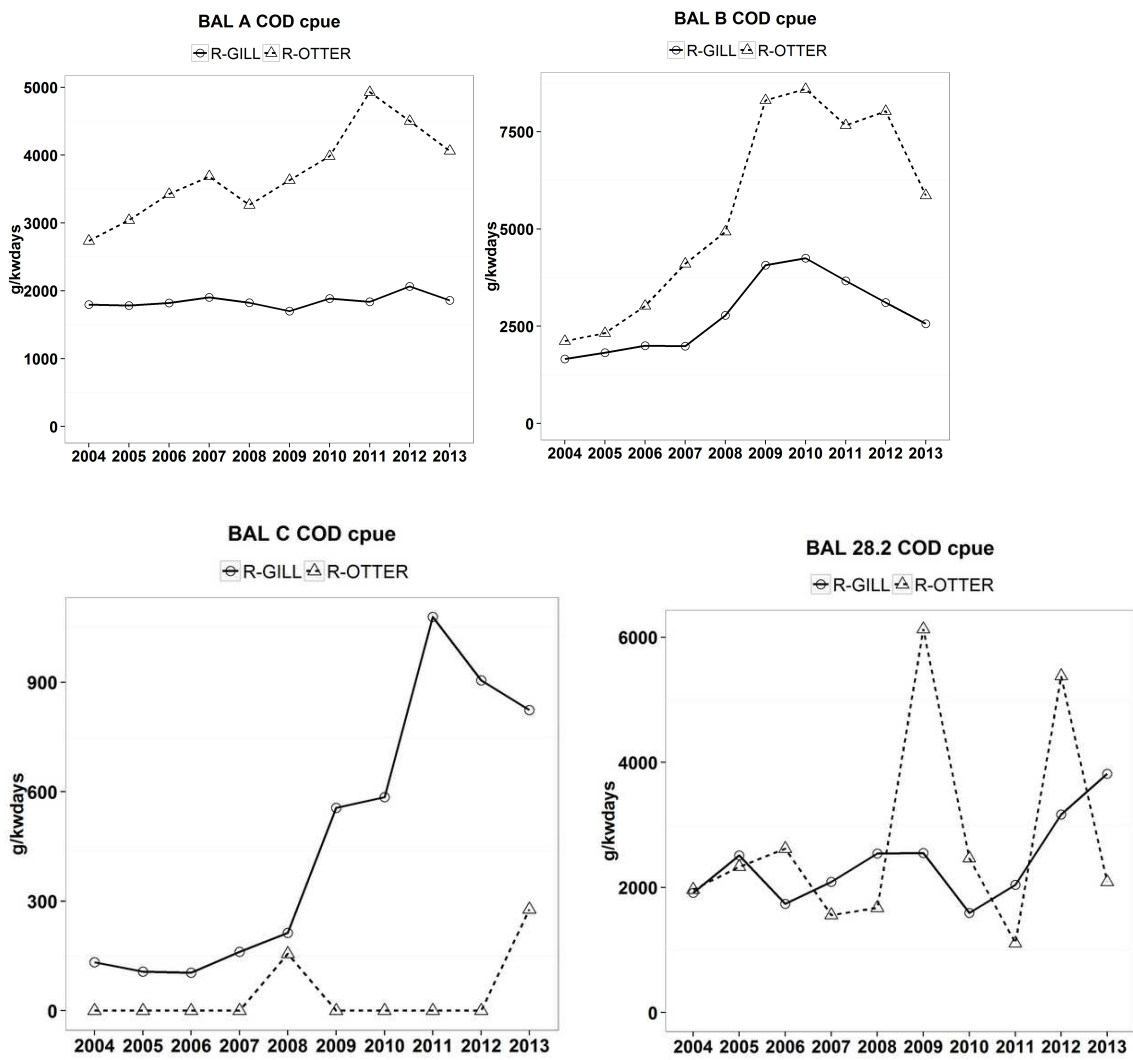 BAL A COD cpue
R-GILL R-OTTER
g/kwdays
5000
4000
3000
2000
1000
0
2004 2005 2006 2007 2008 2009 2010 2011 2012 2013
BAL B COD cpue
R-GILL R-OTTER
g/kwdays
7500
5000
2500
0
2004 2005 2006 2007 2008 2009 2010 2011 2012 2013
BAL C COD cpue
R-GILL R-OTTER
g/kwdays
900
600
300
0
2004 2005 2006 2007 2008 2009 2010 2011 2012 2013
BAL 28.2 COD cpue
R-GILL R-OTTER
g/kwdays
6000
4000
2000
0
2004 2005 2006 2007 2008 2009 2010 2011 2012 2013